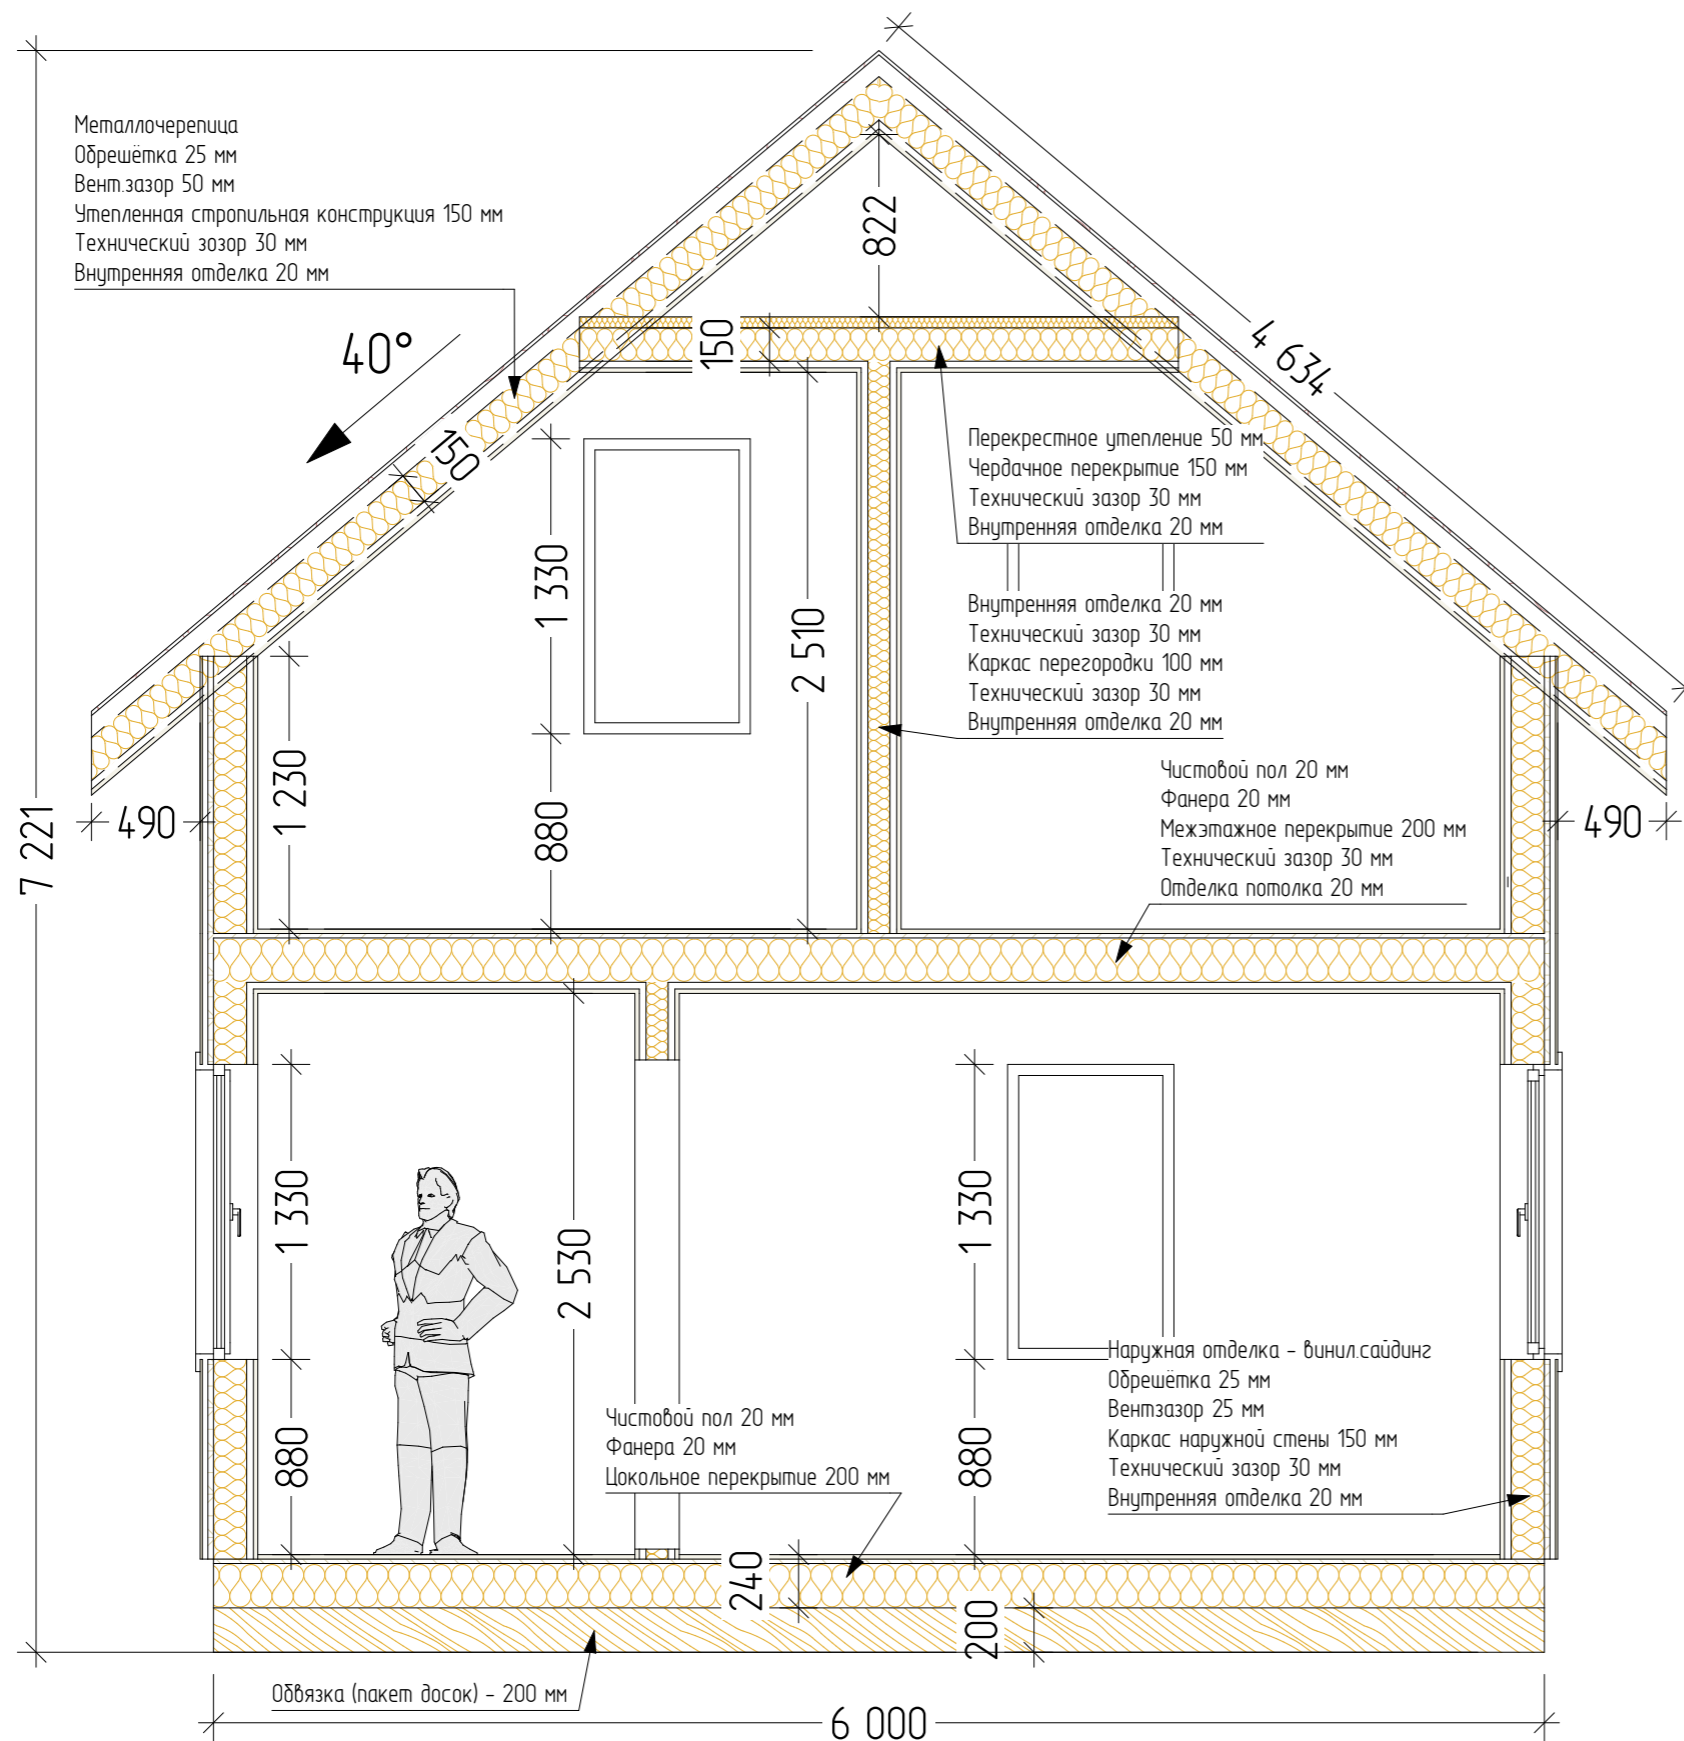 Металлочерепица
Обрешётка 25 мм
Вент.зазор 50 мм
Утепленная стропильная конструкция 150 мм
Технический зозор 30 мм
Внутренняя отделка 20 мм
40°
822
150
4 634
150
Перекрестное утепление 50 мм
Чердачное перекрытие 150 мм
Технический зазор 30 мм
Внутренняя отделка 20 мм
1 330
2 510
Внутренняя отделка 20 мм
Технический зазор 30 мм
Каркас перегородки 100 мм
Технический зазор 30 мм
Внутренняя отделка 20 мм
1 230
880
7 221
490
490
Чистовой пол 20 мм
Фанера 20 мм
Межэтажное перекрытие 200 мм
Технический зазор 30 мм
Отделка потолка 20 мм
1 330
2 530
1 330
880
880
Наружная отделка - винил.сайдинг
Обрешётка 25 мм
Вентзазор 25 мм
Каркас наружной стены 150 мм
Технический зазор 30 мм
Внутренняя отделка 20 мм
Чистовой пол 20 мм
Фанера 20 мм
Цокольное перекрытие 200 мм
240
200
Обвязка (пакет досок) - 200 мм
6 000